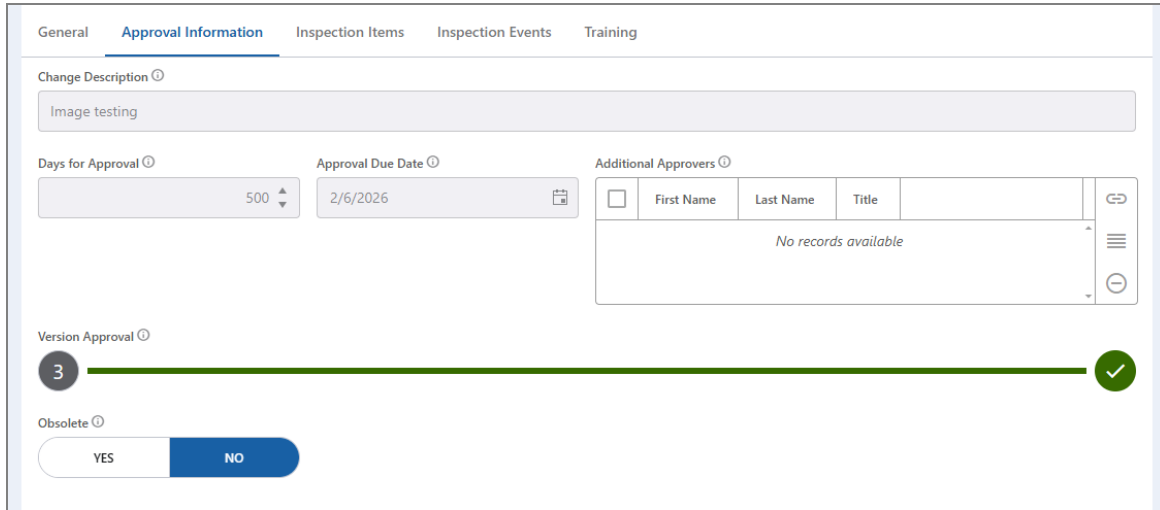 General Approval Information Inspection Items Inspection Events Training
Change Description
Image testing
Days for Approval Approval Due Date Additional Approvers
500 2/6/2026 First Name Last Name Title
No records available
Version Approval
3
Obsolete
YES NO